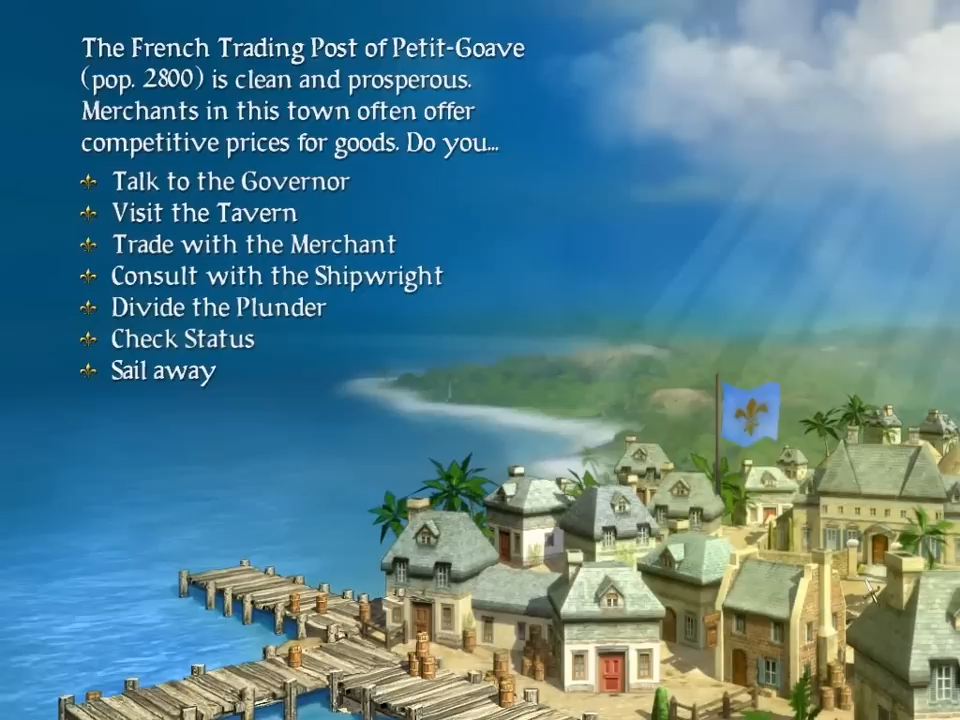 The French Trading Post of Petit-Goave
(pop. 2800) is clean and prosperous.
Merchants in this town often offer
competitive prices for goods. Do you...
Talk to the Governor
Visit the Tavern
Trade with the Merchant
Consult with the Shipwright
Divide the Plunder
Check Status
Sail away